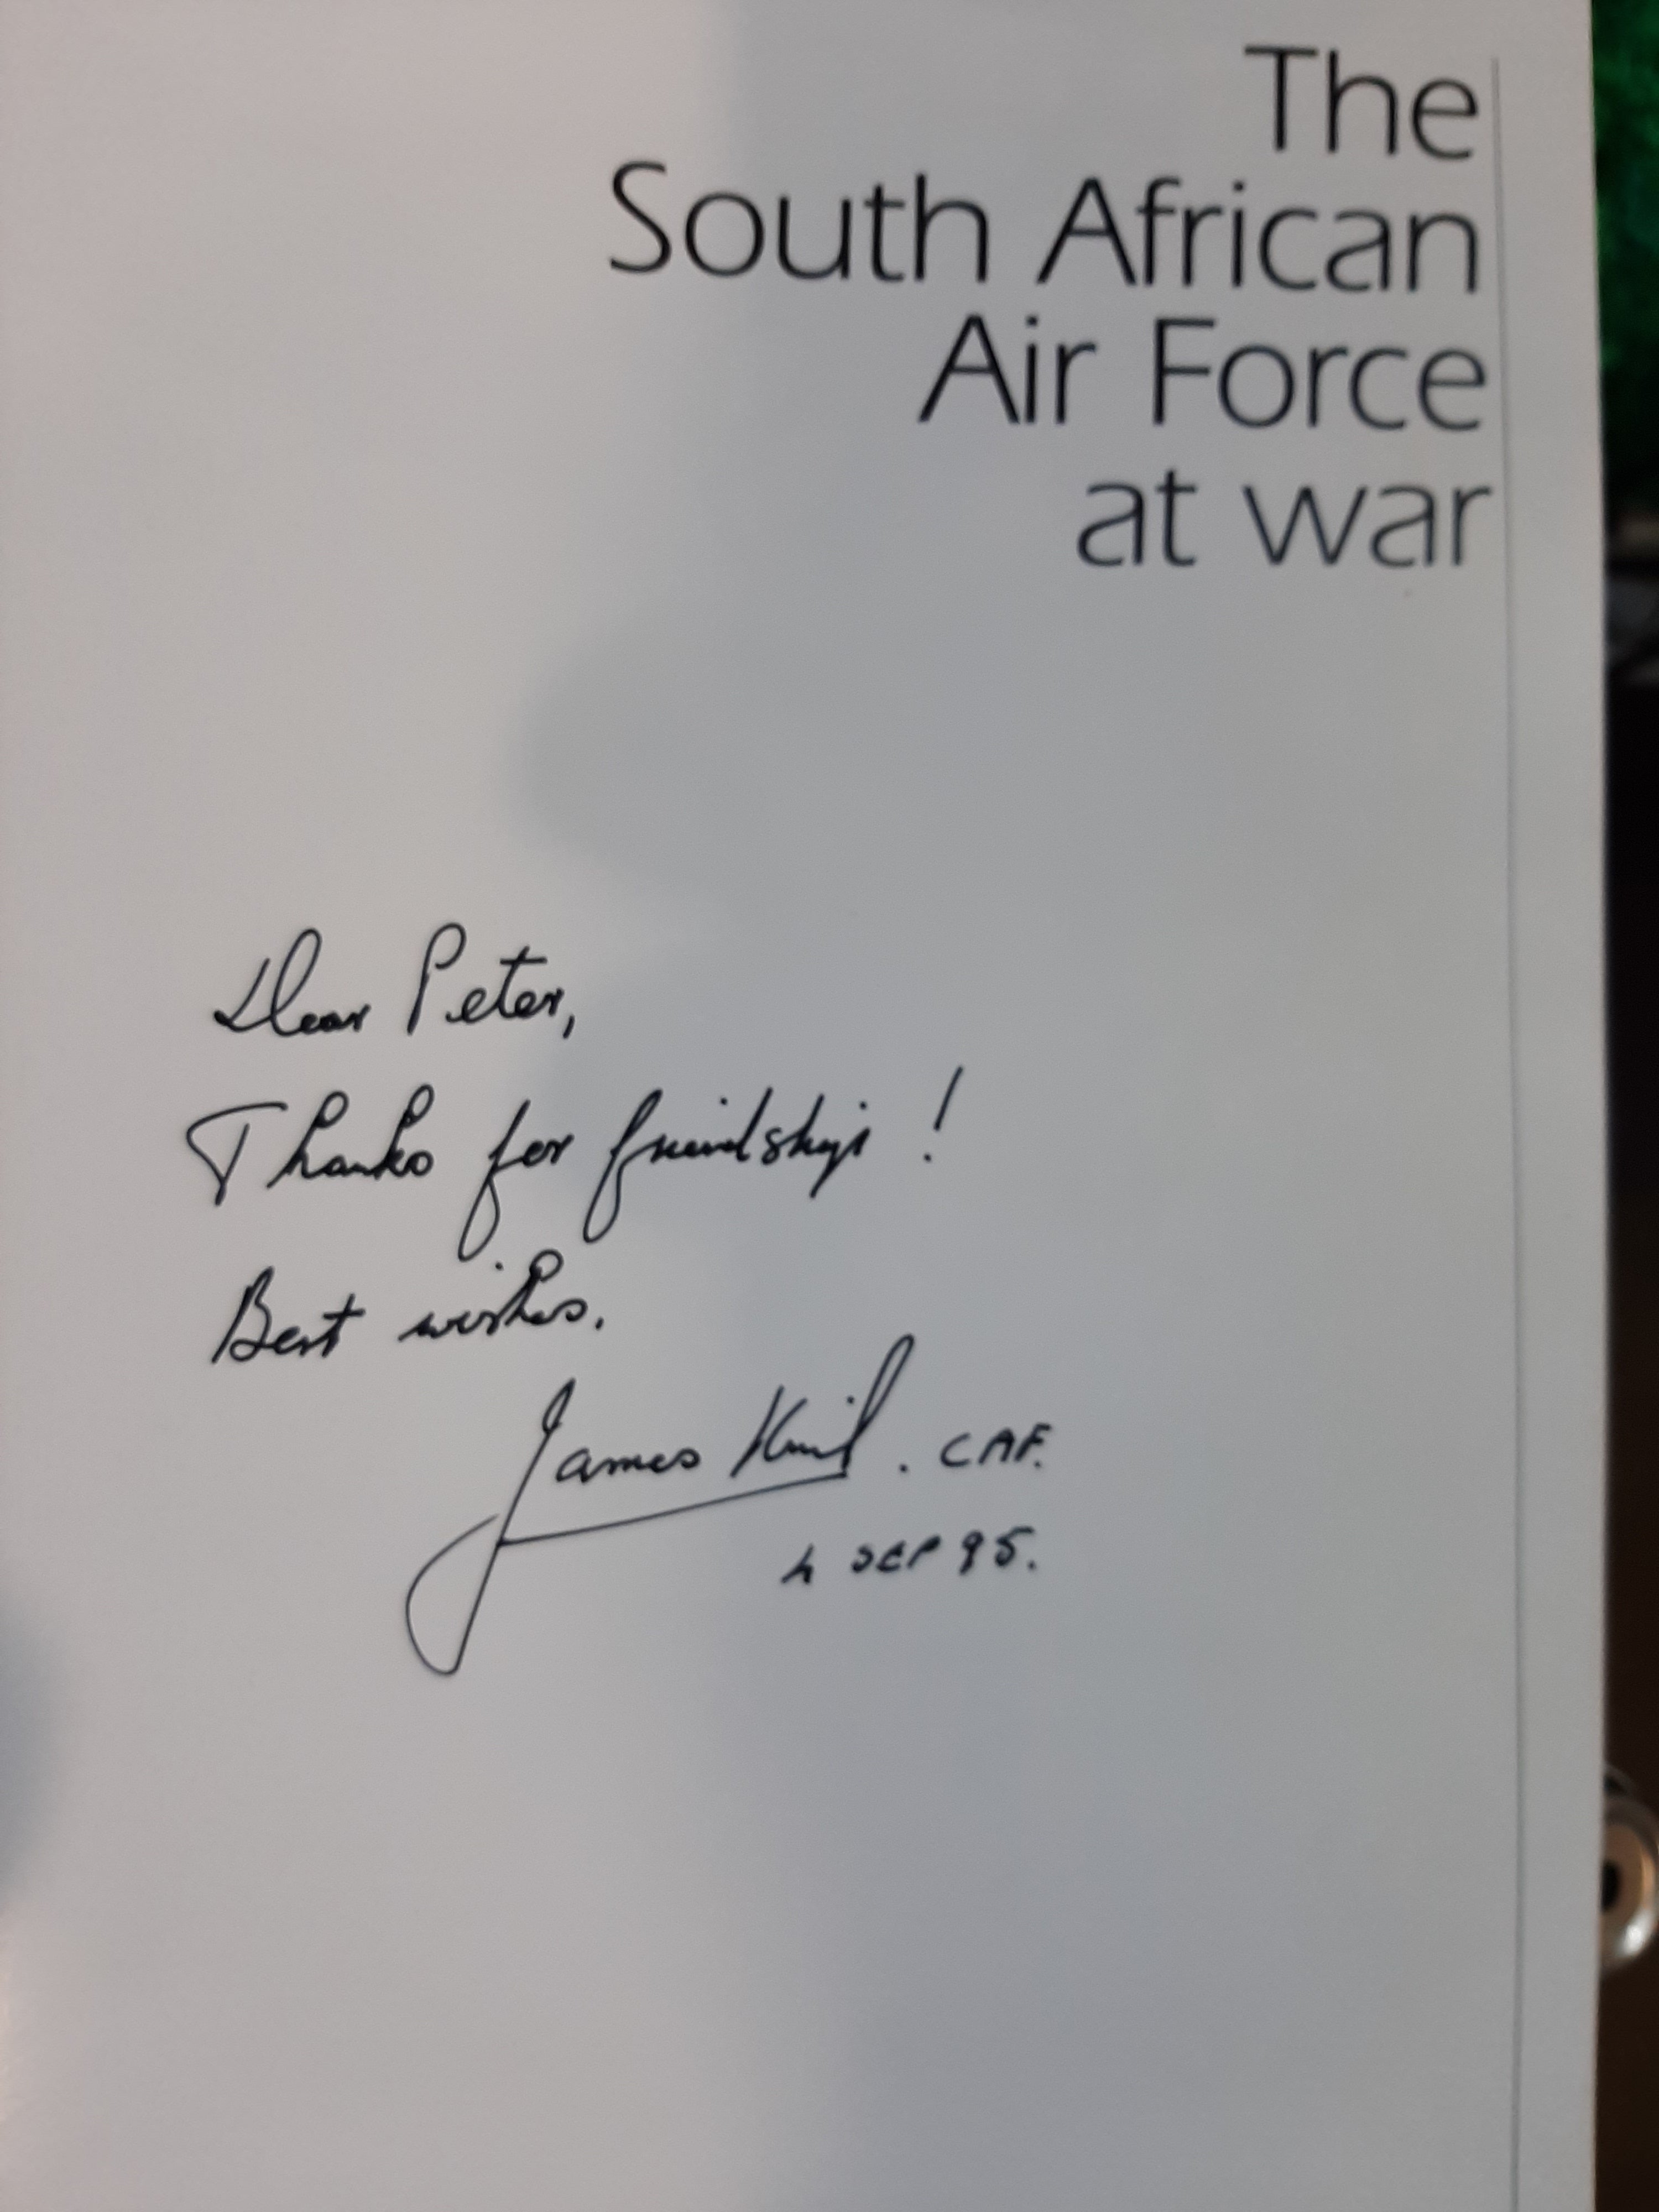 The
South African
Air Force
at war
Dear Peter,
Thanks for friendship!
Best wishes.
James . CAF.
4 SEP 95.